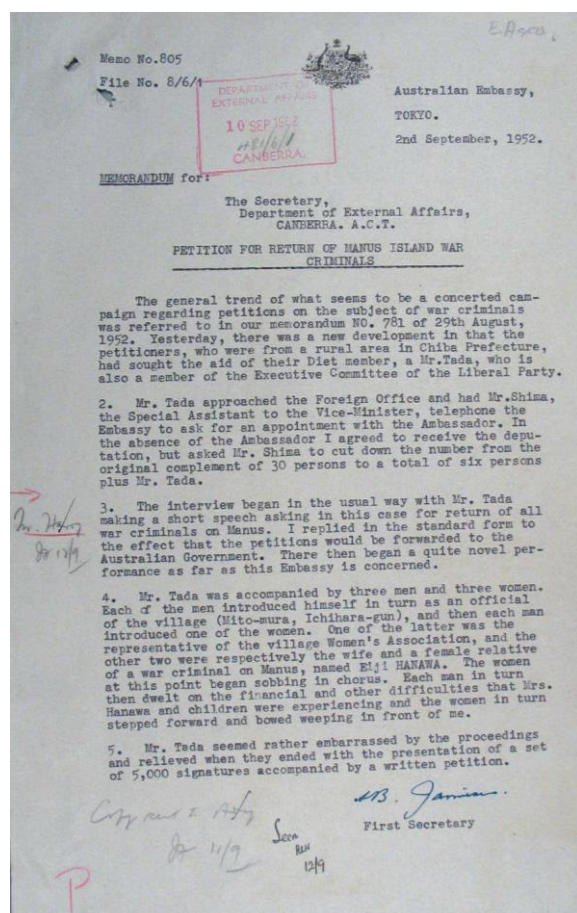 E.A
Memo No.805
File No. 8/6/1
DEPARTMENT OF
EXTERNAL AFFAIRS
10 SEP 1952
CANBERRA.
Australian Embassy,
TOKYO.
2nd September, 1952.
MEMORANDUM for:
The Secretary,
Department of External Affairs,
CANBERRA. A.C.T.
PETITION FOR RETURN OF MANUS ISLAND WAR
CRIMINALS
The general trend of what seems to be a concerted cam-
paign regarding petitions on the subject of war criminals
was referred to in our memorandum NO. 781 of 29th August,
1952. Yesterday, there was a new development in that the
petitioners, who were from a rural area in Chiba Prefecture,
had sought the aid of their Diet member, a Mr.Tada, who is
also a member of the Executive Committee of the Liberal Party.
2. Mr. Tada approached the Foreign Office and had Mr.Shima,
the Special Assistant to the Vice-Minister, telephone the
Embassy to ask for an appointment with the Ambassador. In
the absence of the Ambassador I agreed to receive the depu-
tation, but asked Mr. Shima to cut down the number from the
original complement of 30 persons to a total of six persons
plus Mr. Tada.
3. The interview began in the usual way with Mr. Tada
making a short speech asking in this case for return of all
war criminals on Manus. I replied in the standard form to
the effect that the petitions would be forwarded to the
Australian Government. There then began a quite novel per-
formance as far as this Embassy is concerned.
Mr.
12/9
4. Mr. Tada was accompanied by three men and three women.
Each of the men introduced himself in turn as an official
of the village (Mito-mura, Ichihara-gun), and then each man
introduced one of the women. One of the latter was the
representative of the village Women's Association, and the
other two were respectively the wife and a female relative
of a war criminal on Manus, named Eiji HANAWA. The women
at this point began sobbing in chorus. Each man in turn
then dwelt on the financial and other difficulties that Mrs.
Hanawa and children were experiencing and the women in turn
stepped forward and bowed weeping in front of me.
5. Mr. Tada seemed rather embarrassed by the proceedings
and relieved when they ended with the presentation of a set
of 5,000 signatures accompanied by a written petition.
First Secretary
Copy sent
11/9
Seen
12/9
P